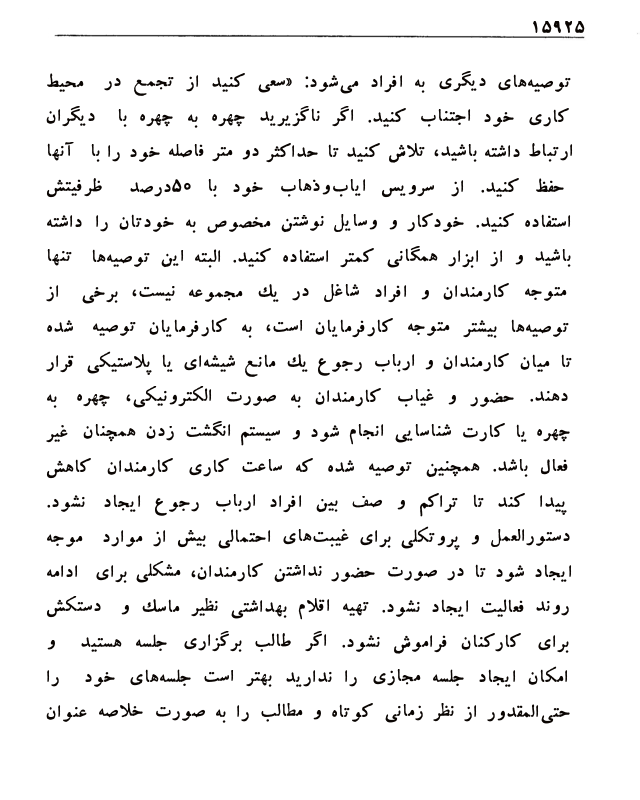 ۱۵۹۲۵
توصیه‌های دیگری به افراد می‌شود: «سعی کنید از تجمع در محیط
کاری خود اجتناب کنید. اگر ناگزیرید چهره به چهره با دیگران
ارتباط داشته باشید، تلاش کنید تا حداکثر دو متر فاصله خود را با آنها
حفظ کنید. از سرویس ایاب‌وذهاب خود با ۵۰درصد ظرفیتش
استفاده کنید. خودکار و وسایل نوشتن مخصوص به خودتان را داشته
باشید و از ابزار همگانی کمتر استفاده کنید. البته این توصیه‌ها تنها
متوجه کارمندان و افراد شاغل در یك مجموعه نیست، برخی از
توصیه‌ها بیشتر متوجه کارفرمایان است، به کارفرمایان توصیه شده
تا میان کارمندان و ارباب رجوع یك مانع شیشه‌ای یا پلاستیکی قرار
دهند. حضور و غیاب کارمندان به صورت الکترونیکی، چهره به
چهره یا کارت شناسایی انجام شود و سیستم انگشت زدن همچنان غیر
فعال باشد. همچنین توصیه شده که ساعت کاری کارمندان کاهش
پیدا کند تا تراکم و صف بین افراد ارباب رجوع ایجاد نشود.
دستورالعمل و پروتکلی برای غیبت‌های احتمالی بیش از موارد موجه
ایجاد شود تا در صورت حضور نداشتن کارمندان، مشکلی برای ادامه
روند فعالیت ایجاد نشود. تهیه اقلام بهداشتی نظیر ماسك و دستکش
برای کارکنان فراموش نشود. اگر طالب برگزاری جلسه هستید و
امکان ایجاد جلسه مجازی را ندارید بهتر است جلسه‌های خود را
حتی‌المقدور از نظر زمانی کوتاه و مطالب را به صورت خلاصه عنوان